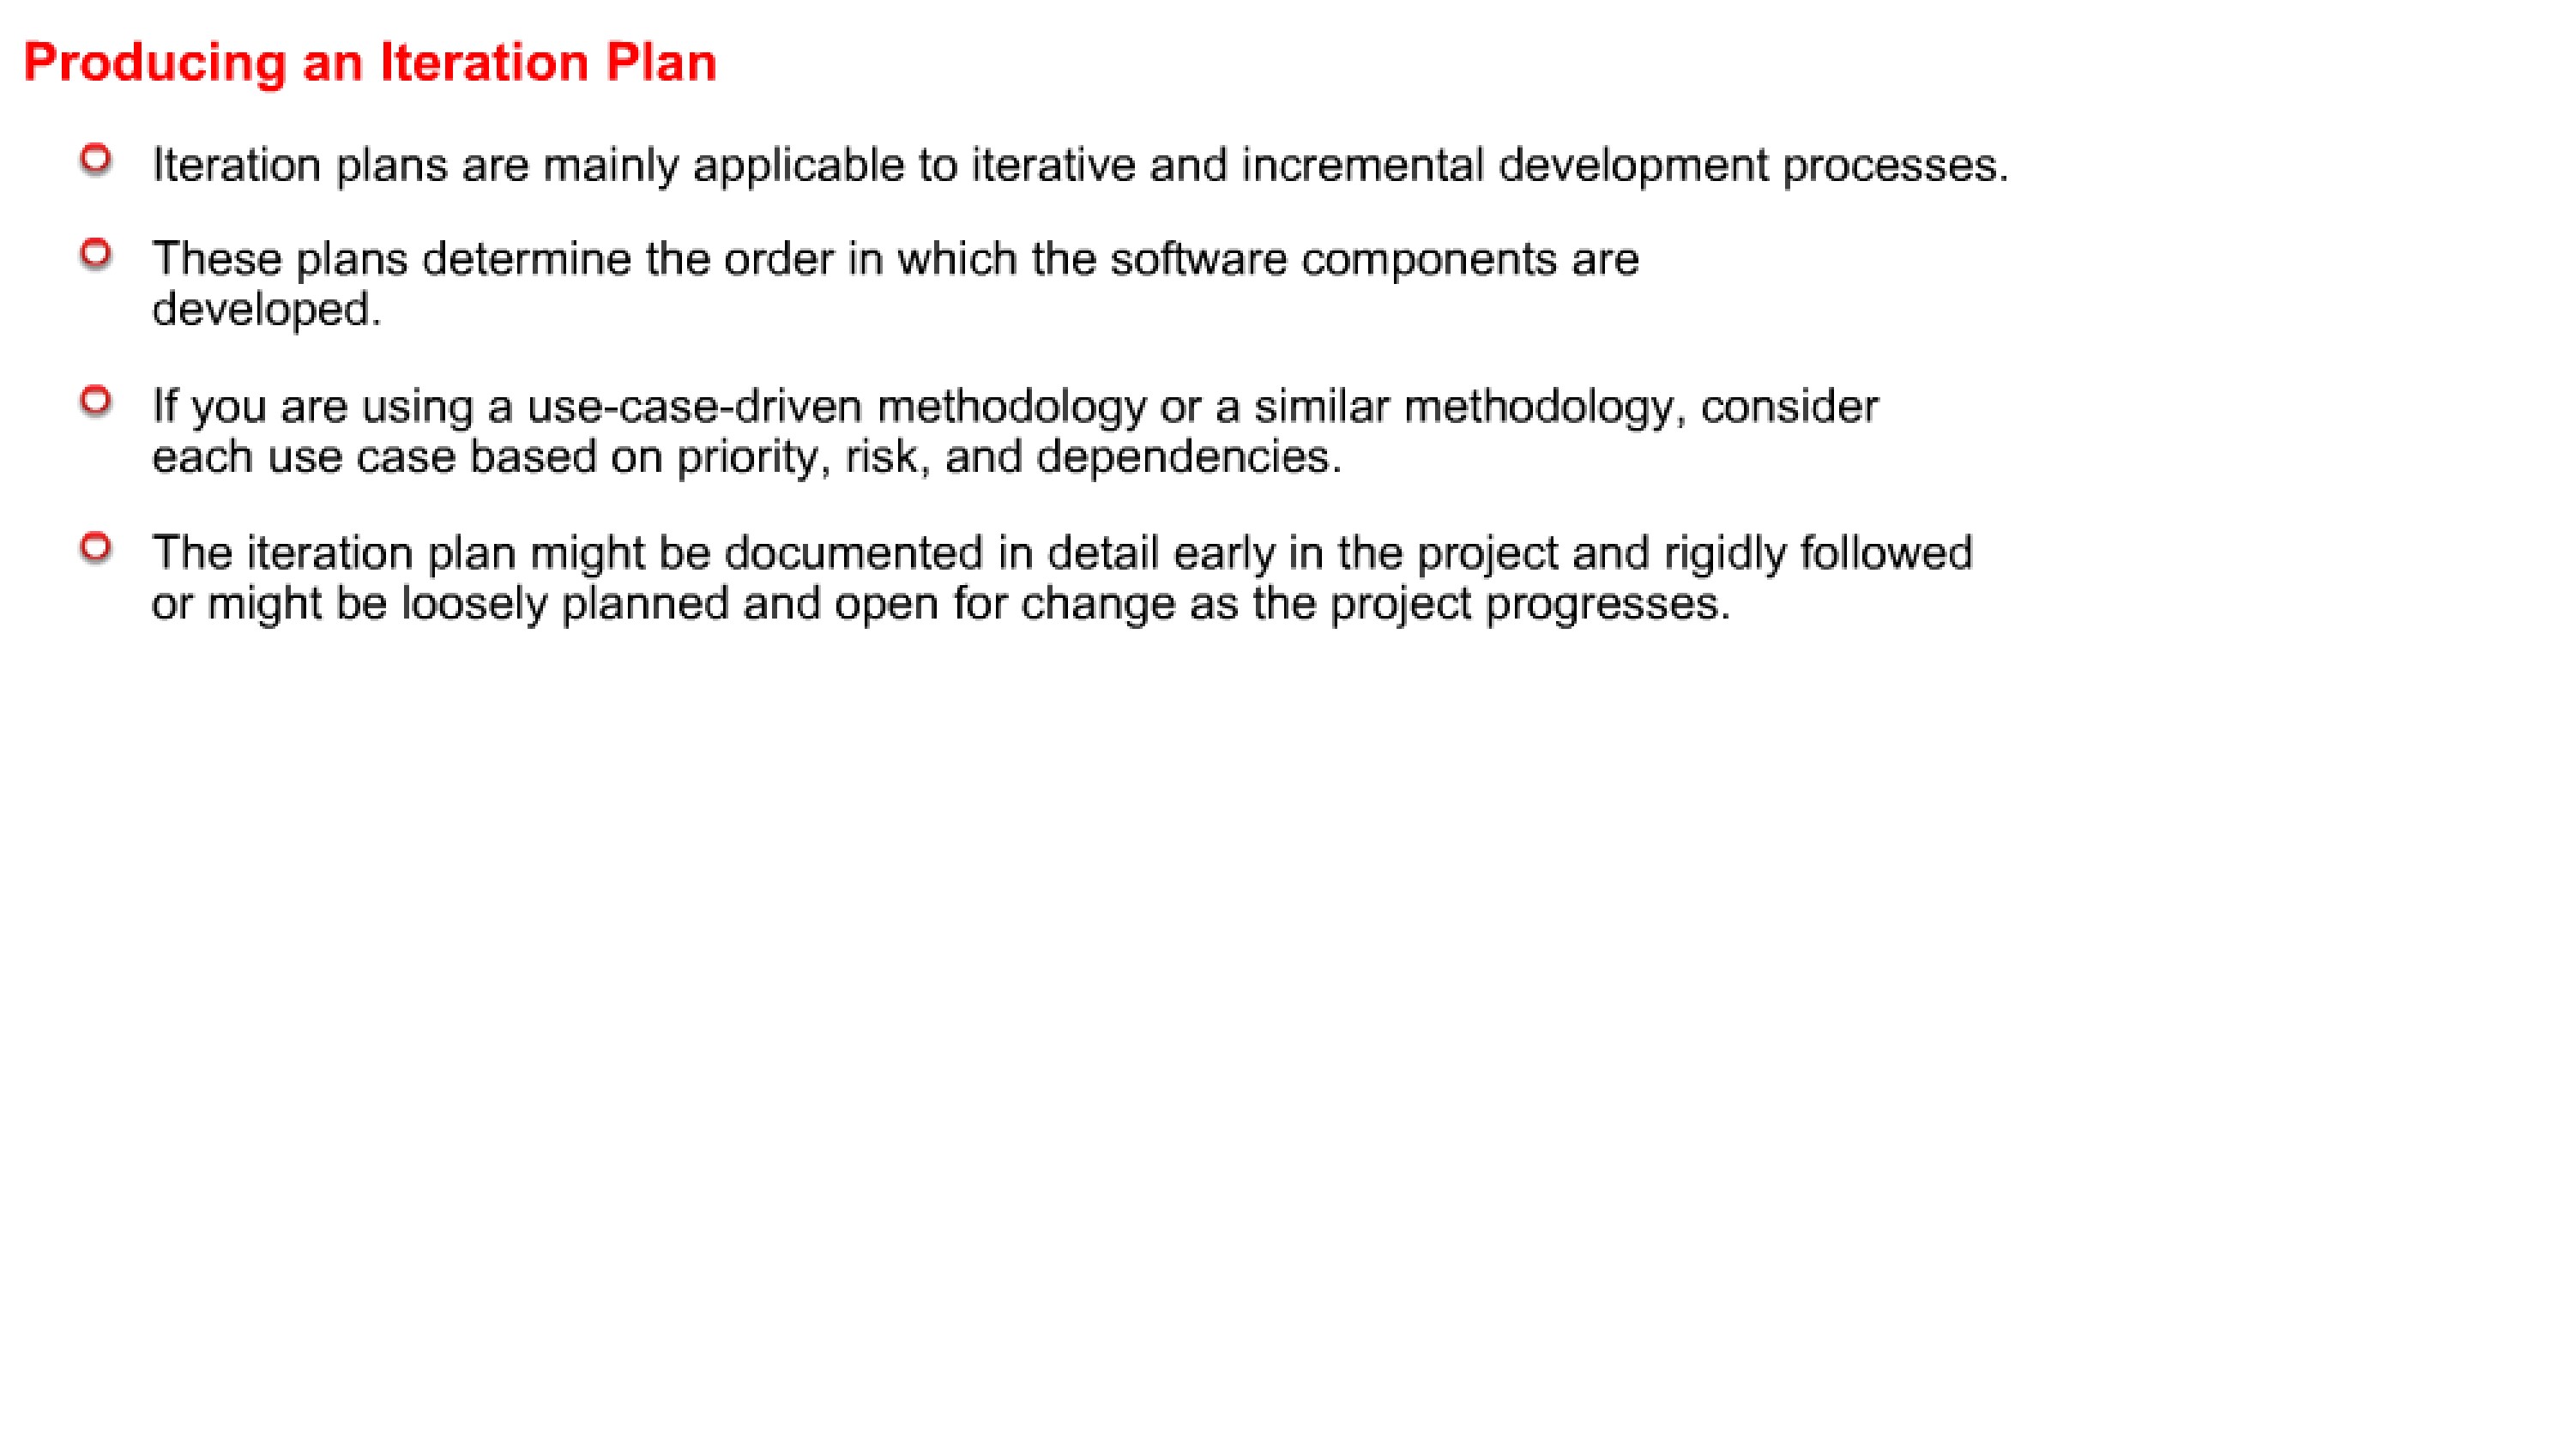 Producing an Iteration Plan
Iteration plans are mainly applicable to iterative and incremental development processes.
These plans determine the order in which the software components are
developed.
If you are using a use-case-driven methodology or a similar methodology, consider
each use case based on priority, risk, and dependencies.
The iteration plan might be documented in detail early in the project and rigidly followed
or might be loosely planned and open for change as the project progresses.